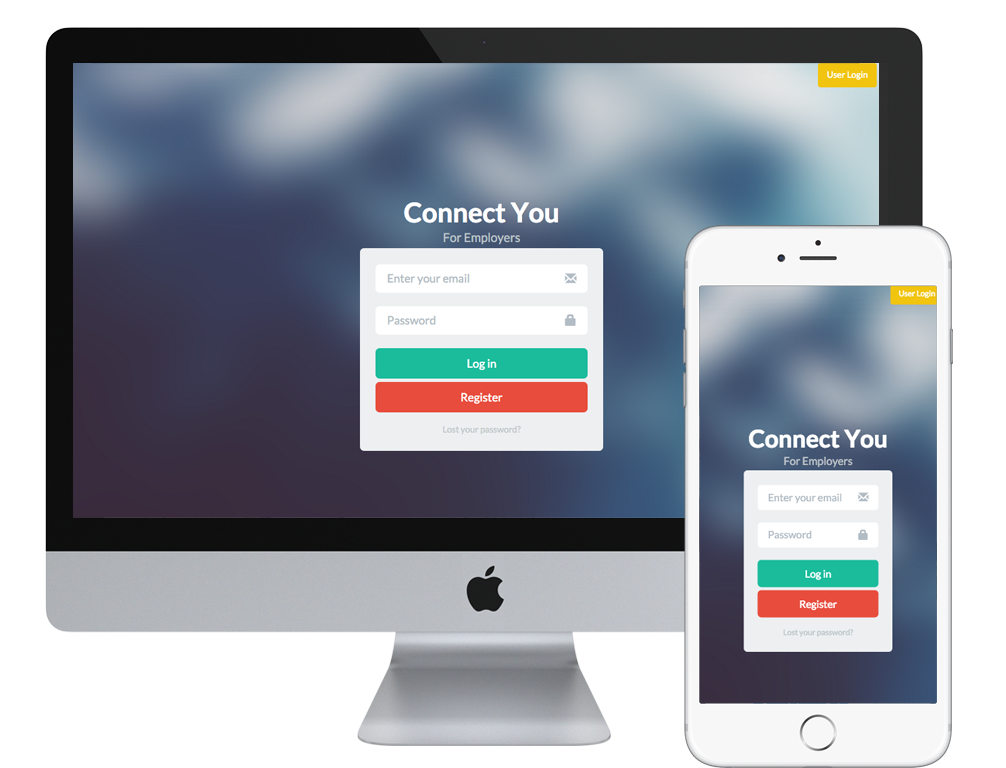 User Login
Connect You
For Employers
Enter your email
Password
Log in
Register
Lost your password?
User Login
Connect You
For Employers
Enter your email
Password
Log in
Register
Lost your password?